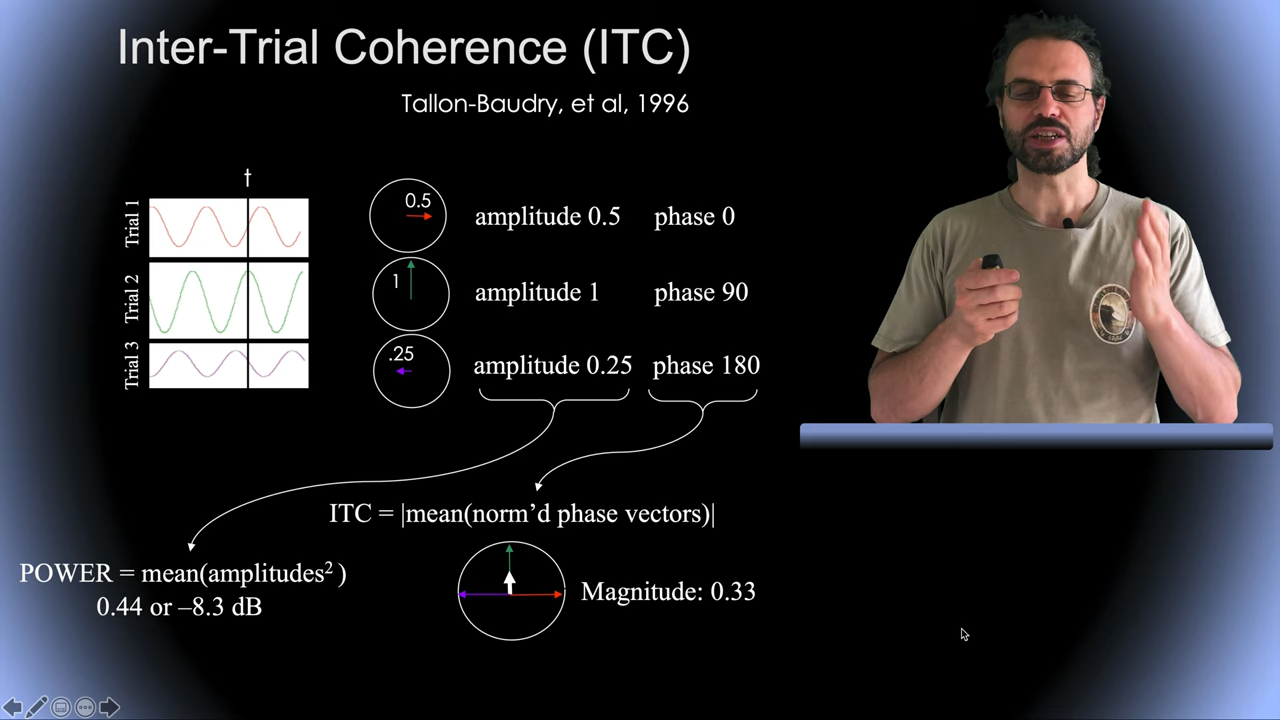 Inter-Trial Coherence (ITC)
Tallon-Baudry, et al, 1996
t
Trial 1
0.5
amplitude 0.5 phase 0
Trial 2
1
amplitude 1 phase 90
Trial 3
.25
amplitude 0.25 phase 180
ITC = |mean(norm’d phase vectors)|
POWER = mean(amplitudes² )
0.44 or –8.3 dB
Magnitude: 0.33